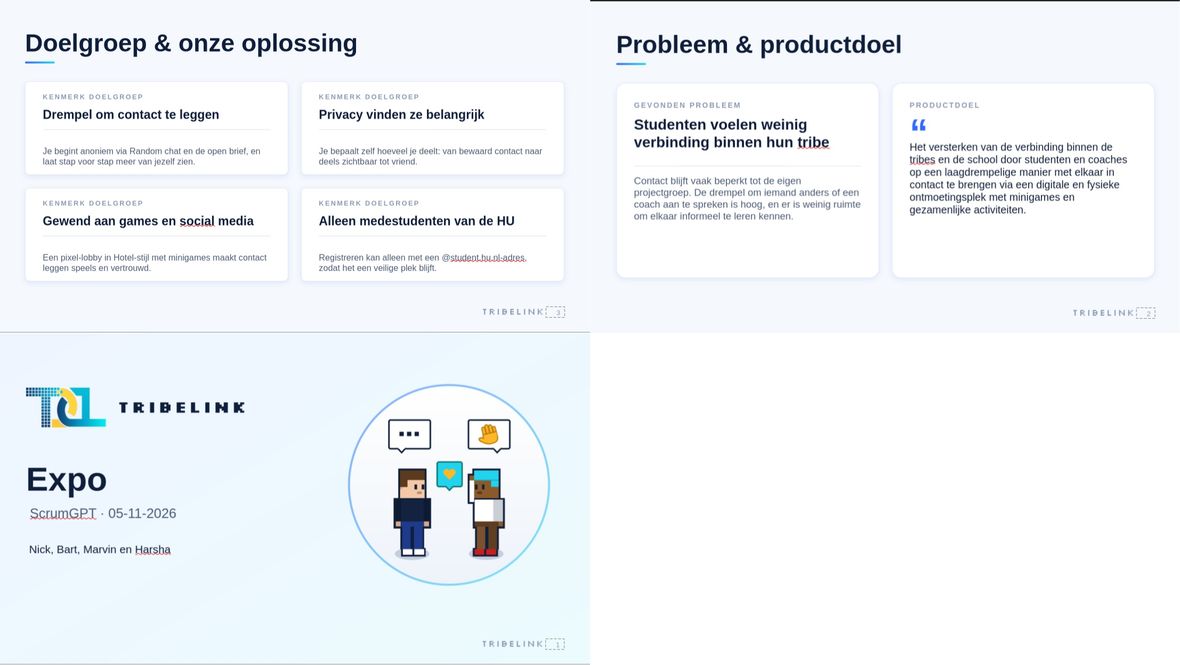 Doelgroep & onze oplossing
KENMERK DOELGROEP
Drempel om contact te leggen
Je begint anoniem via Random chat en de open brief, en
laat stap voor stap meer van jezelf zien.
KENMERK DOELGROEP
Privacy vinden ze belangrijk
Je bepaalt zelf hoeveel je deelt: van bewaard contact naar
deels zichtbaar tot vriend.
KENMERK DOELGROEP
Gewend aan games en social media
Een pixel-lobby in Hotel-stijl met minigames maakt contact
leggen speels en vertrouwd.
KENMERK DOELGROEP
Alleen medestudenten van de HU
Registreren kan alleen met een @student.hu.nl-adres,
zodat het een veilige plek blijft.
TRIBELINK 3
Probleem & productdoel
GEVONDEN PROBLEEM
Studenten voelen weinig
verbinding binnen hun tribe
Contact blijft vaak beperkt tot de eigen
projectgroep. De drempel om iemand anders of een
coach aan te spreken is hoog, en er is weinig ruimte
om elkaar informeel te leren kennen.
PRODUCTDOEL
“
Het versterken van de verbinding binnen de
tribes en de school door studenten en coaches
op een laagdrempelige manier met elkaar in
contact te brengen via een digitale en fysieke
ontmoetingsplek met minigames en
gezamenlijke activiteiten.
TRIBELINK 2
TRIBELINK
Expo
ScrumGPT · 05-11-2026
Nick, Bart, Marvin en Harsha
TRIBELINK 1